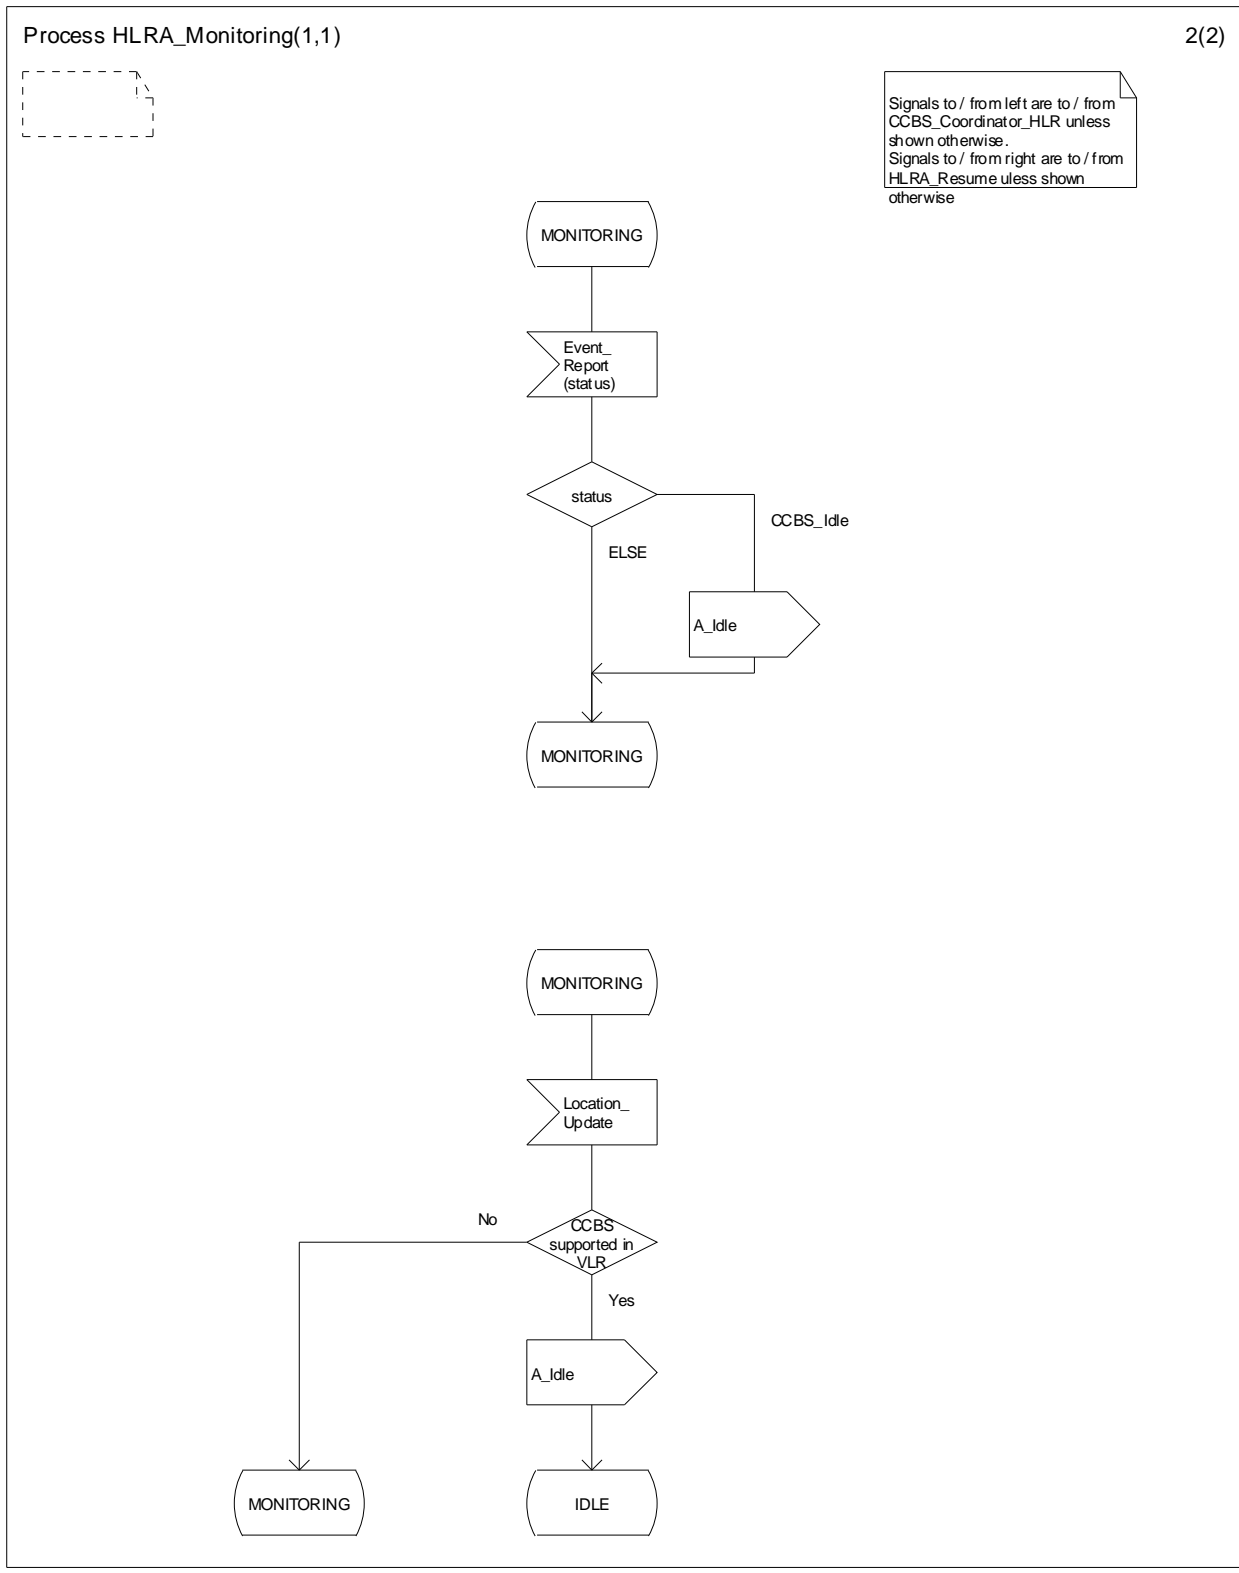 Process HLRA_Monitoring(1,1)
2(2)
Signals to / from left are to / from
CCBS_Coordinator_HLR unless
shown otherwise.
Signals to / from right are to / from
HLRA_Resume uless shown
otherwise
MONITORING
Event_
Report
(status)
status
CCBS_Idle
ELSE
A_Idle
MONITORING
MONITORING
Location_
Update
No
CCBS
supported in
VLR
Yes
A_Idle
MONITORING
IDLE